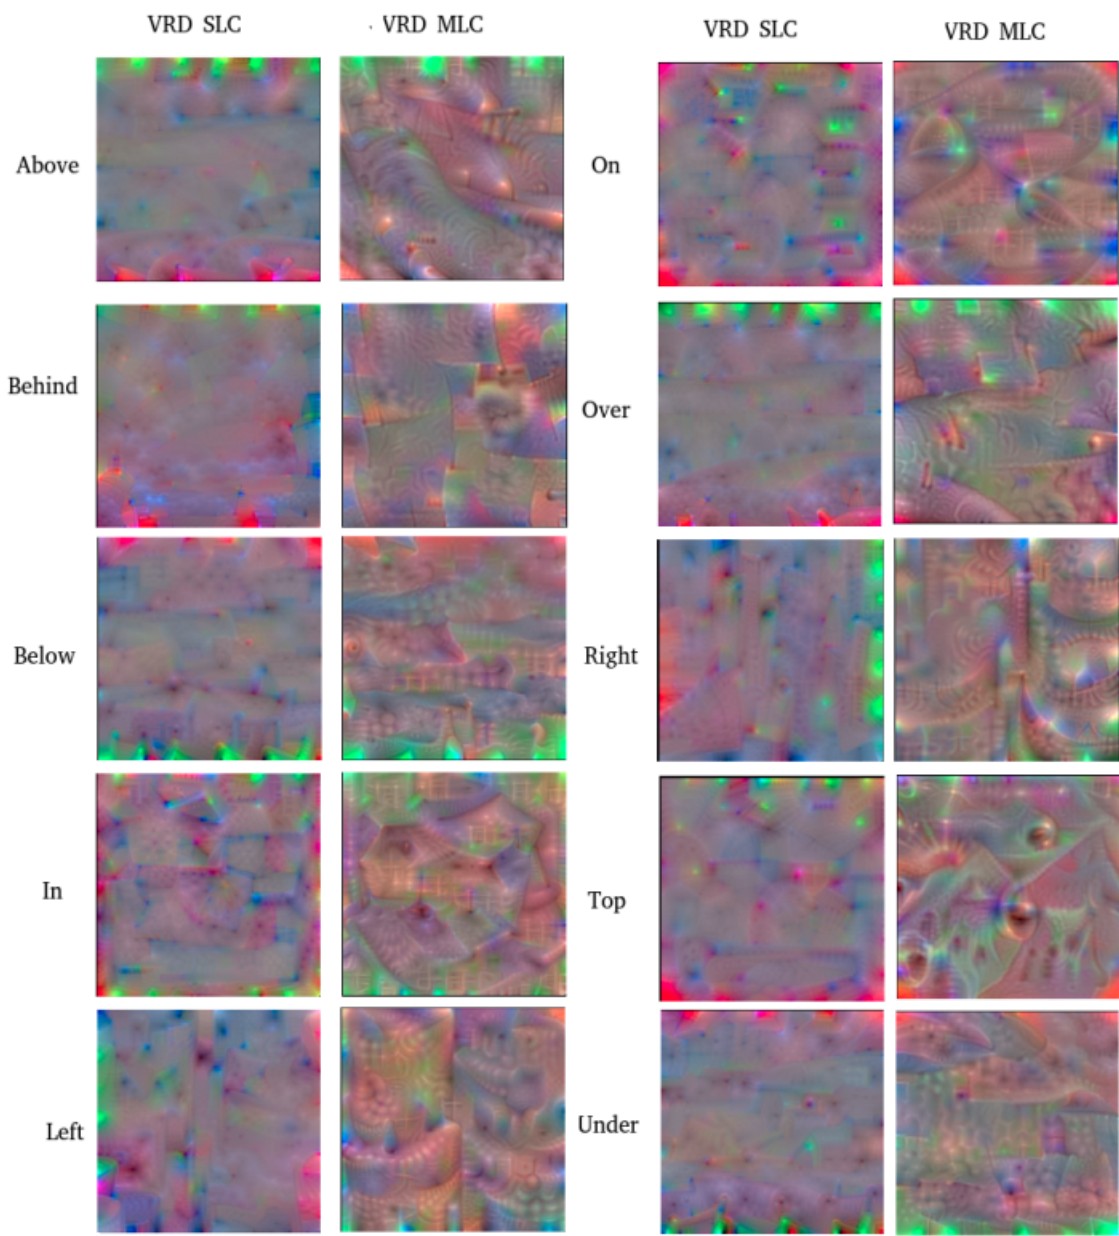 VRD SLC
. VRD MLC
VRD SLC
VRD MLC
Above
On
Behind
Over
Below
Right
In
Top
Left
Under